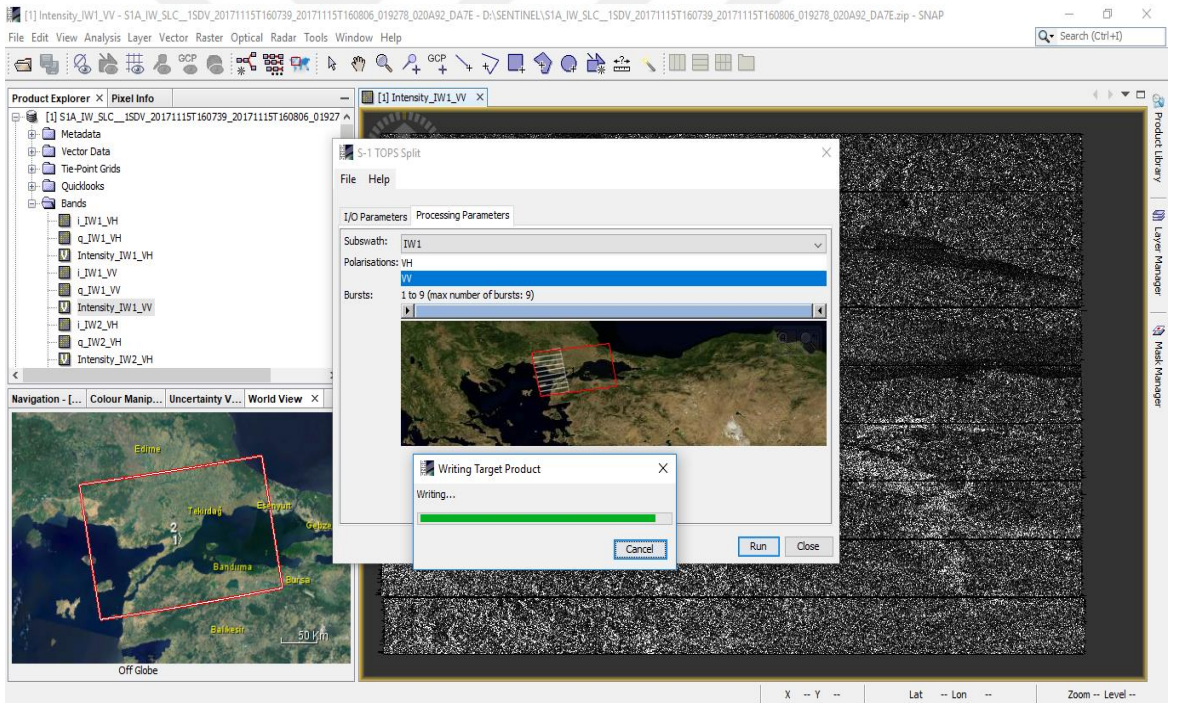 [1] Intensity_IW1_VV - S1A_IW_SLC__1SDV_20171115T160739_20171115T160806_019278_020A92_DA7E - D:\SENTINEL\S1A_IW_SLC__1SDV_20171115T160739_20171115T160806_019278_020A92_DA7E.zip - SNAP
File Edit View Analysis Layer Vector Raster Optical Radar Tools Window Help
Search (Ctrl+I)
GCP GCP
Product Explorer × Pixel Info
[1] Intensity_IW1_VV ×
[1] S1A_IW_SLC__1SDV_20171115T160739_20171115T160806_01927
Metadata
Vector Data
Tie-Point Grids
Quicklooks
Bands
i_IW1_VH
q_IW1_VH
Intensity_IW1_VH
i_IW1_VV
q_IW1_VV
Intensity_IW1_VV
i_IW2_VH
q_IW2_VH
Intensity_IW2_VH
Navigation - [... Colour Manip... Uncertainty V... World View ×
Edirne
Tekirdağ
Esenyurt
Gebze
2
1
Bandırma
Bursa
Balıkesir
50 Km
Off Globe
S-1 TOPS Split
File Help
I/O Parameters Processing Parameters
Subswath: IW1
Polarisations: VH
VV
Bursts: 1 to 9 (max number of bursts: 9)
Writing Target Product
Writing...
Cancel
Run Close
Product Library
Layer Manager
Mask Manager
X -- Y -- Lat -- Lon -- Zoom -- Level --